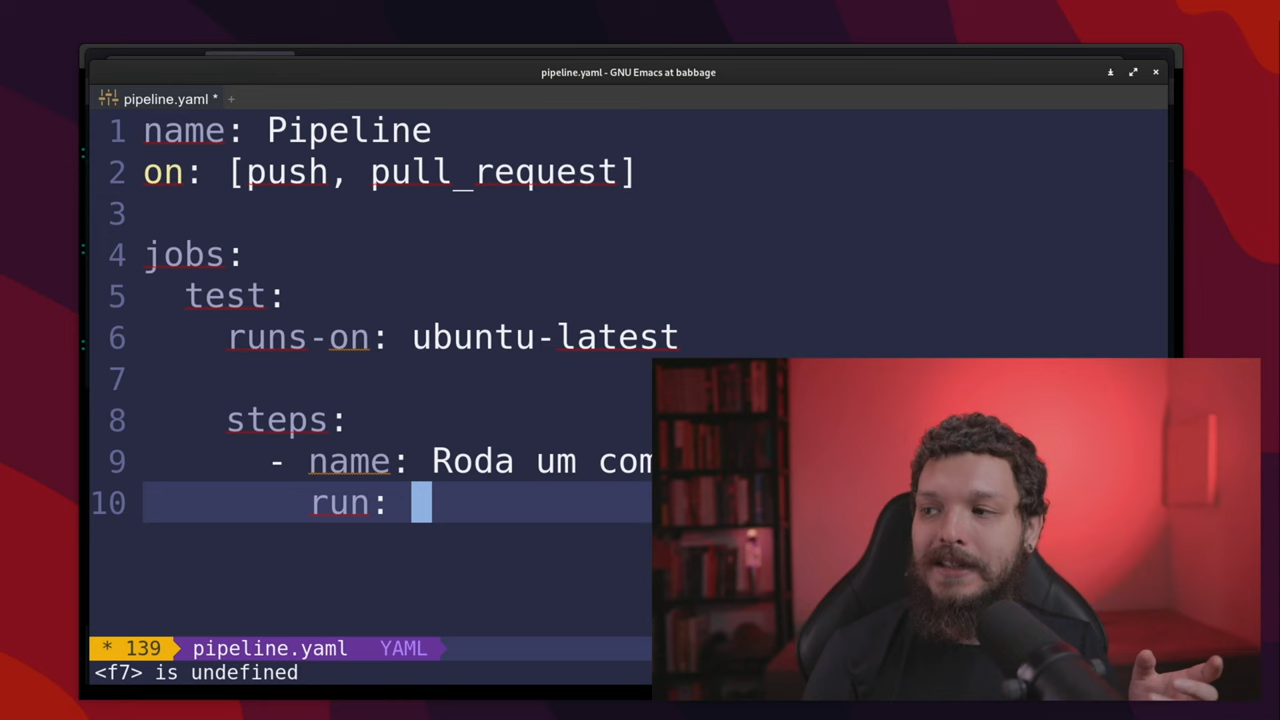 pipeline.yaml - GNU Emacs at babbage
pipeline.yaml * +
1 name: Pipeline
2 on: [push, pull_request]
3
4 jobs:
5 test:
6 runs-on: ubuntu-latest
7
8 steps:
9 - name: Roda um com
10 run:
* 139 pipeline.yaml YAML
<f7> is undefined